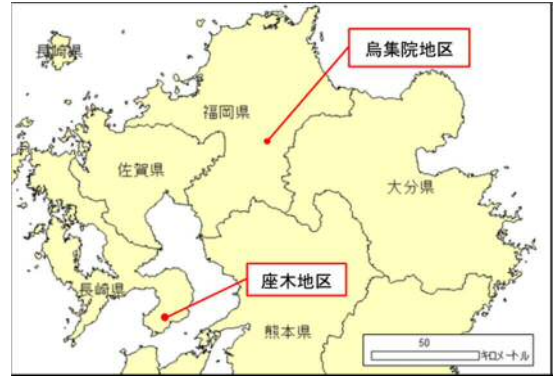 長崎県
烏集院地区
福岡県
佐賀県
大分県
座木地区
長崎県
熊本県
50
キロメートル